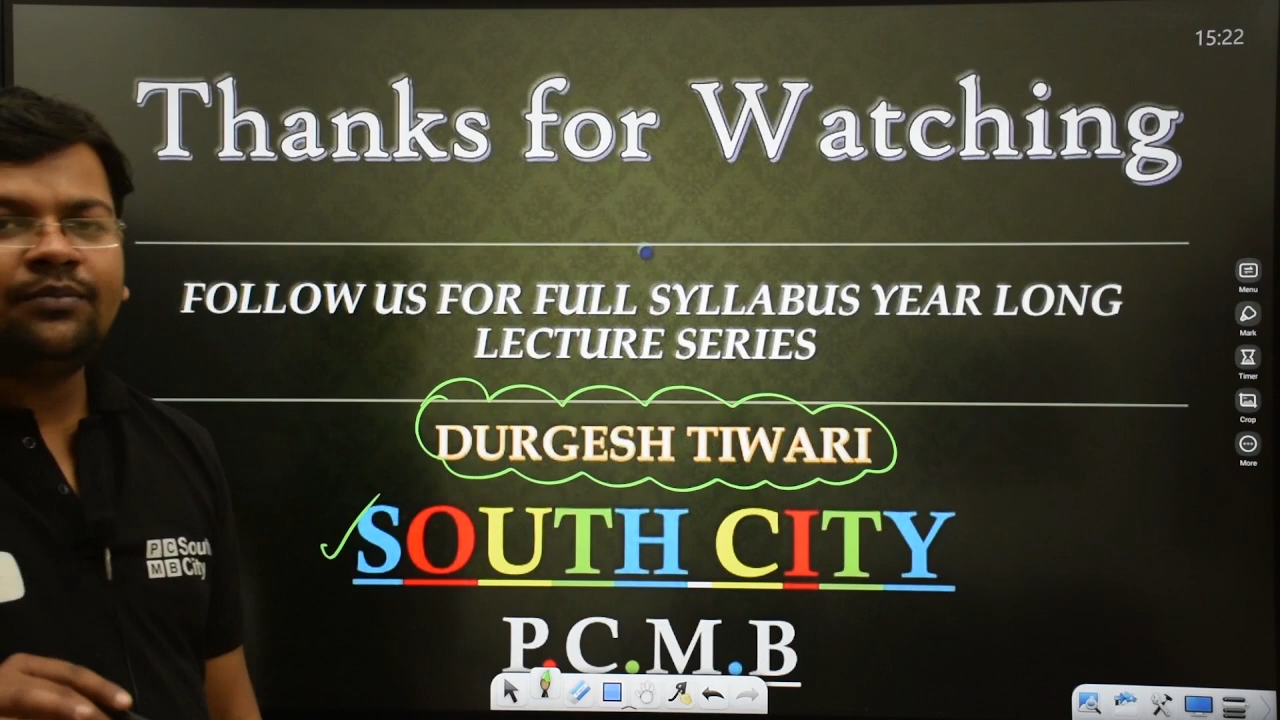 15:22
Thanks for Watching
FOLLOW US FOR FULL SYLLABUS YEAR LONG
LECTURE SERIES
DURGESH TIWARI
SOUTH CITY
P.C.M.B
Menu
Mark
Timer
Crop
More
PC South
MB City